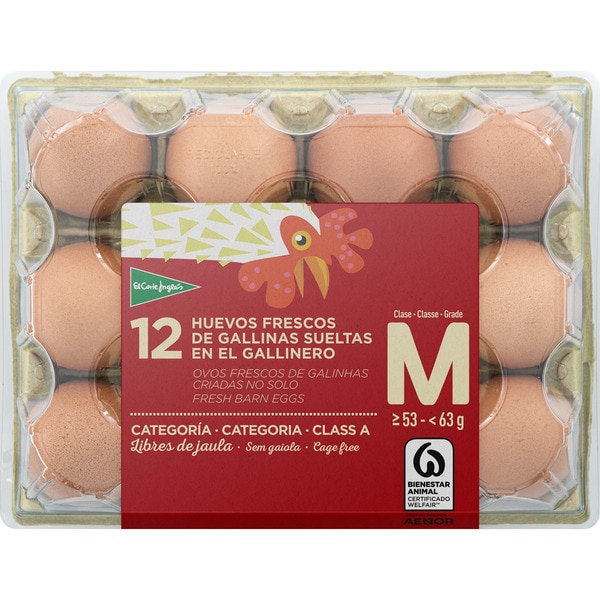 RECYCLABLE
El Corte Inglés
12 HUEVOS FRESCOS
DE GALLINAS SUELTAS
EN EL GALLINERO
OVOS FRESCOS DE GALINHAS
CRIADAS NO SOLO
FRESH BARN EGGS
CATEGORÍA · CATEGORIA · CLASS A
Libres de jaula · Sem gaiola · Cage free
Clase - Classe - Grade
M
≥ 53 - < 63 g
BIENESTAR
ANIMAL
CERTIFICADO
WELFAIR™
AENOR